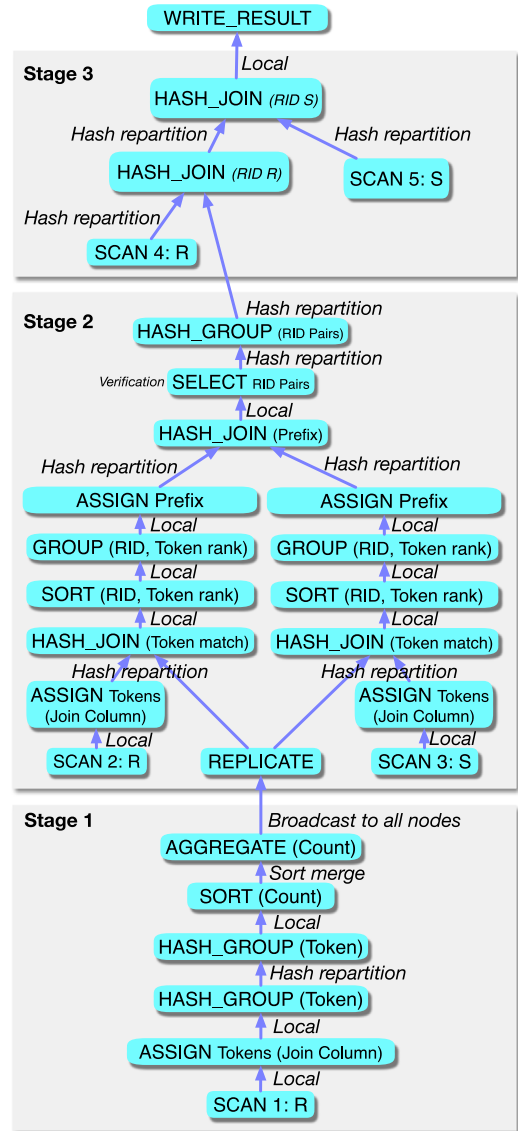 WRITE_RESULT
Stage 3
Local
HASH_JOIN (RID S)
Hash repartition
Hash repartition
HASH_JOIN (RID R)
SCAN 5: S
Hash repartition
SCAN 4: R
Stage 2
Hash repartition
HASH_GROUP (RID Pairs)
Hash repartition
Verification
SELECT RID Pairs
Local
HASH_JOIN (Prefix)
Hash repartition
Hash repartition
ASSIGN Prefix
ASSIGN Prefix
Local
Local
GROUP (RID, Token rank)
GROUP (RID, Token rank)
Local
Local
SORT (RID, Token rank)
SORT (RID, Token rank)
Local
Local
HASH_JOIN (Token match)
HASH_JOIN (Token match)
Hash repartition
Hash repartition
ASSIGN Tokens
(Join Column)
ASSIGN Tokens
(Join Column)
Local
Local
SCAN 2: R
REPLICATE
SCAN 3: S
Stage 1
Broadcast to all nodes
AGGREGATE (Count)
Sort merge
SORT (Count)
Local
HASH_GROUP (Token)
Hash repartition
HASH_GROUP (Token)
Local
ASSIGN Tokens (Join Column)
Local
SCAN 1: R